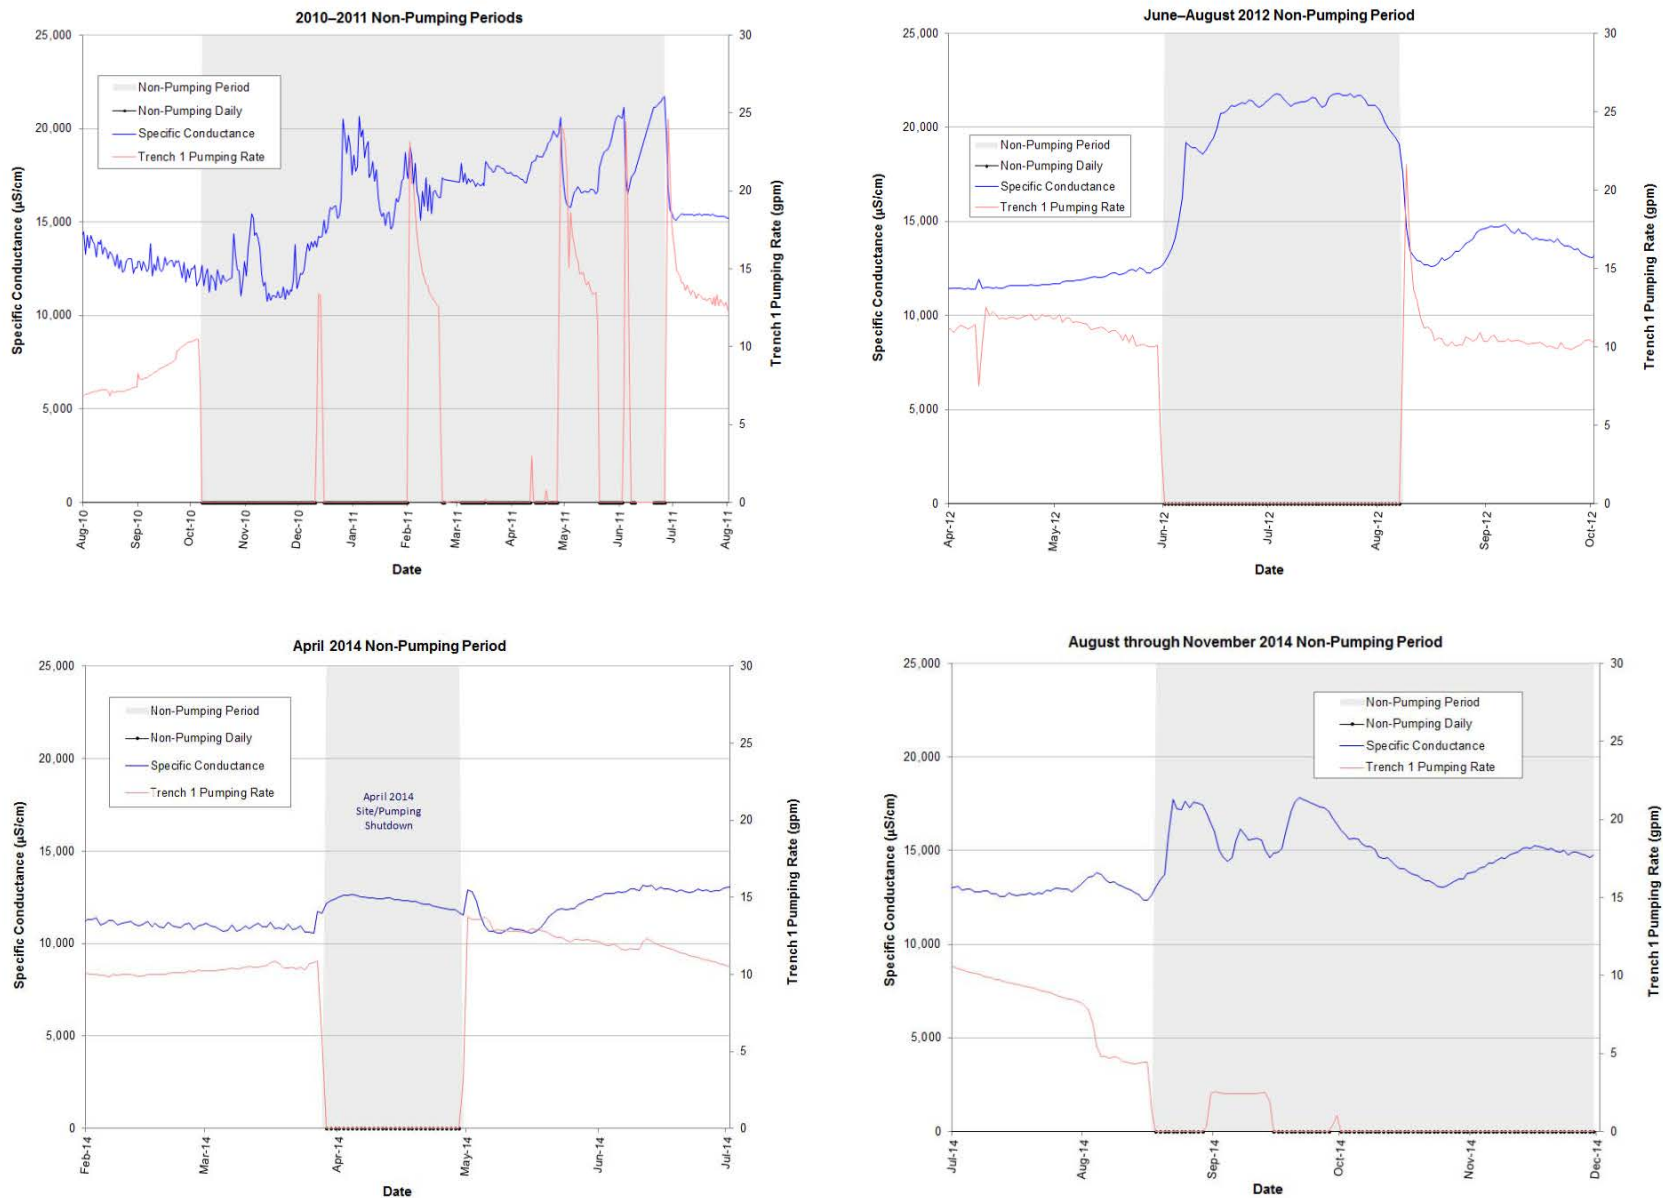 2010–2011 Non-Pumping Periods
25,000
20,000
15,000
10,000
5,000
0
Specific Conductance (µS/cm)
30
25
20
15
10
5
0
Trench 1 Pumping Rate (gpm)
Non-Pumping Period
Non-Pumping Daily
Specific Conductance
Trench 1 Pumping Rate
Aug-10
Sep-10
Oct-10
Nov-10
Dec-10
Jan-11
Feb-11
Mar-11
Apr-11
May-11
Jun-11
Jul-11
Aug-11
Date
June–August 2012 Non-Pumping Period
25,000
20,000
15,000
10,000
5,000
0
Specific Conductance (µS/cm)
30
25
20
15
10
5
0
Trench 1 Pumping Rate (gpm)
Non-Pumping Period
Non-Pumping Daily
Specific Conductance
Trench 1 Pumping Rate
Apr-12
May-12
Jun-12
Jul-12
Aug-12
Sep-12
Oct-12
Date
April 2014 Non-Pumping Period
25,000
20,000
15,000
10,000
5,000
0
Specific Conductance (µS/cm)
30
25
20
15
10
5
0
Trench 1 Pumping Rate (gpm)
Non-Pumping Period
Non-Pumping Daily
Specific Conductance
Trench 1 Pumping Rate
April 2014
Site/Pumping
Shutdown
Feb-14
Mar-14
Apr-14
May-14
Jun-14
Jul-14
Date
August through November 2014 Non-Pumping Period
25,000
20,000
15,000
10,000
5,000
0
Specific Conductance (µS/cm)
30
25
20
15
10
5
0
Trench 1 Pumping Rate (gpm)
Non-Pumping Period
Non-Pumping Daily
Specific Conductance
Trench 1 Pumping Rate
Jul-14
Aug-14
Sep-14
Oct-14
Nov-14
Dec-14
Date